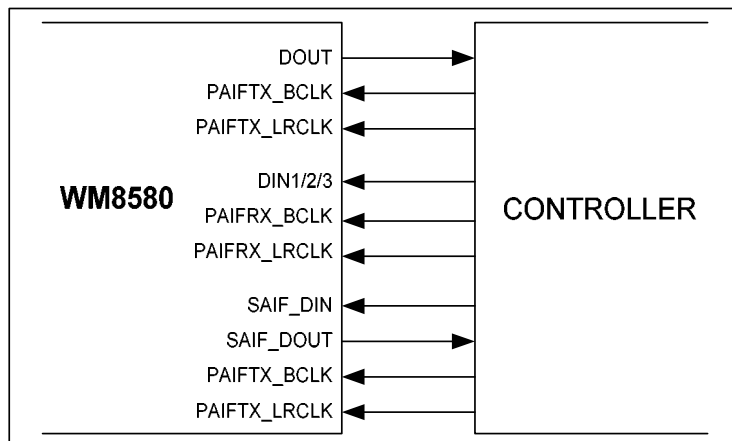 DOUT
PAIFTX_BCLK
PAIFTX_LRCLK
DIN1/2/3
PAIFRX_BCLK
PAIFRX_LRCLK
SAIF_DIN
SAIF_DOUT
PAIFTX_BCLK
PAIFTX_LRCLK
WM8580
CONTROLLER